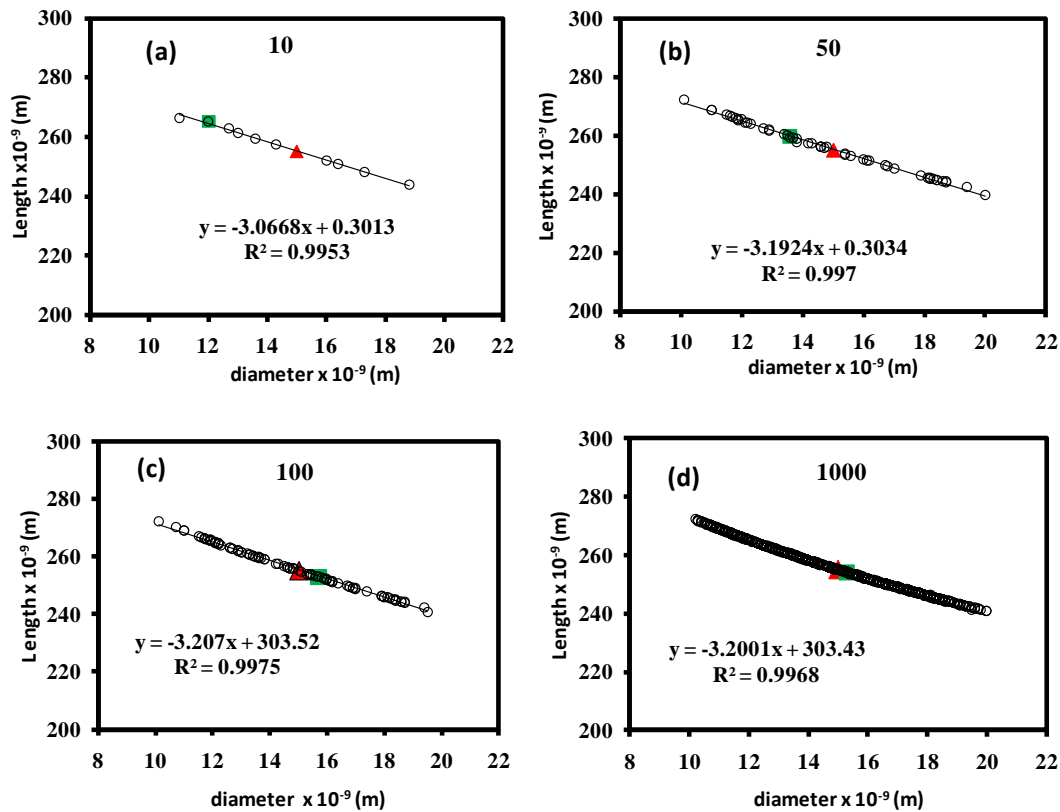 (a)
10
300
280
260
240
220
200
Length x10⁻⁹ (m)
8 10 12 14 16 18 20 22
diameter x 10⁻⁹ (m)
y = -3.0668x + 0.3013
R² = 0.9953
(b)
50
300
280
260
240
220
200
Length x 10⁻⁹ (m)
8 10 12 14 16 18 20 22
diameter x 10⁻⁹ (m)
y = -3.1924x + 0.3034
R² = 0.997
(c)
100
300
280
260
240
220
200
Length x 10⁻⁹ (m)
8 10 12 14 16 18 20 22
diameter x 10⁻⁹ (m)
y = -3.207x + 303.52
R² = 0.9975
(d)
1000
300
280
260
240
220
200
Length x 10⁻⁹ (m)
8 10 12 14 16 18 20 22
diameter x 10⁻⁹ (m)
y = -3.2001x + 303.43
R² = 0.9968